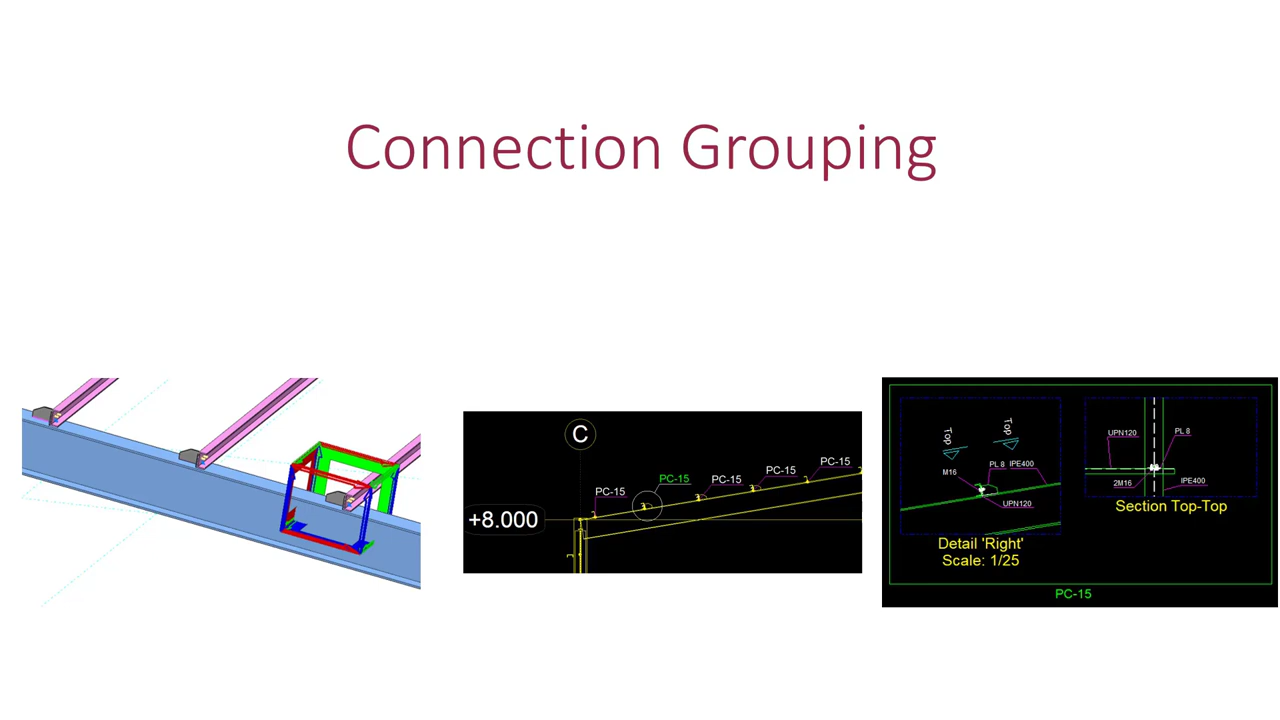 Connection Grouping
C
+8.000
PC-15
PC-15
PC-15
PC-15
PC-15
Top
Top
M16
PL 8 IPE400
UPN120
Detail 'Right'
Scale: 1/25
UPN120
PL 8
2M16
IPE400
Section Top-Top
PC-15